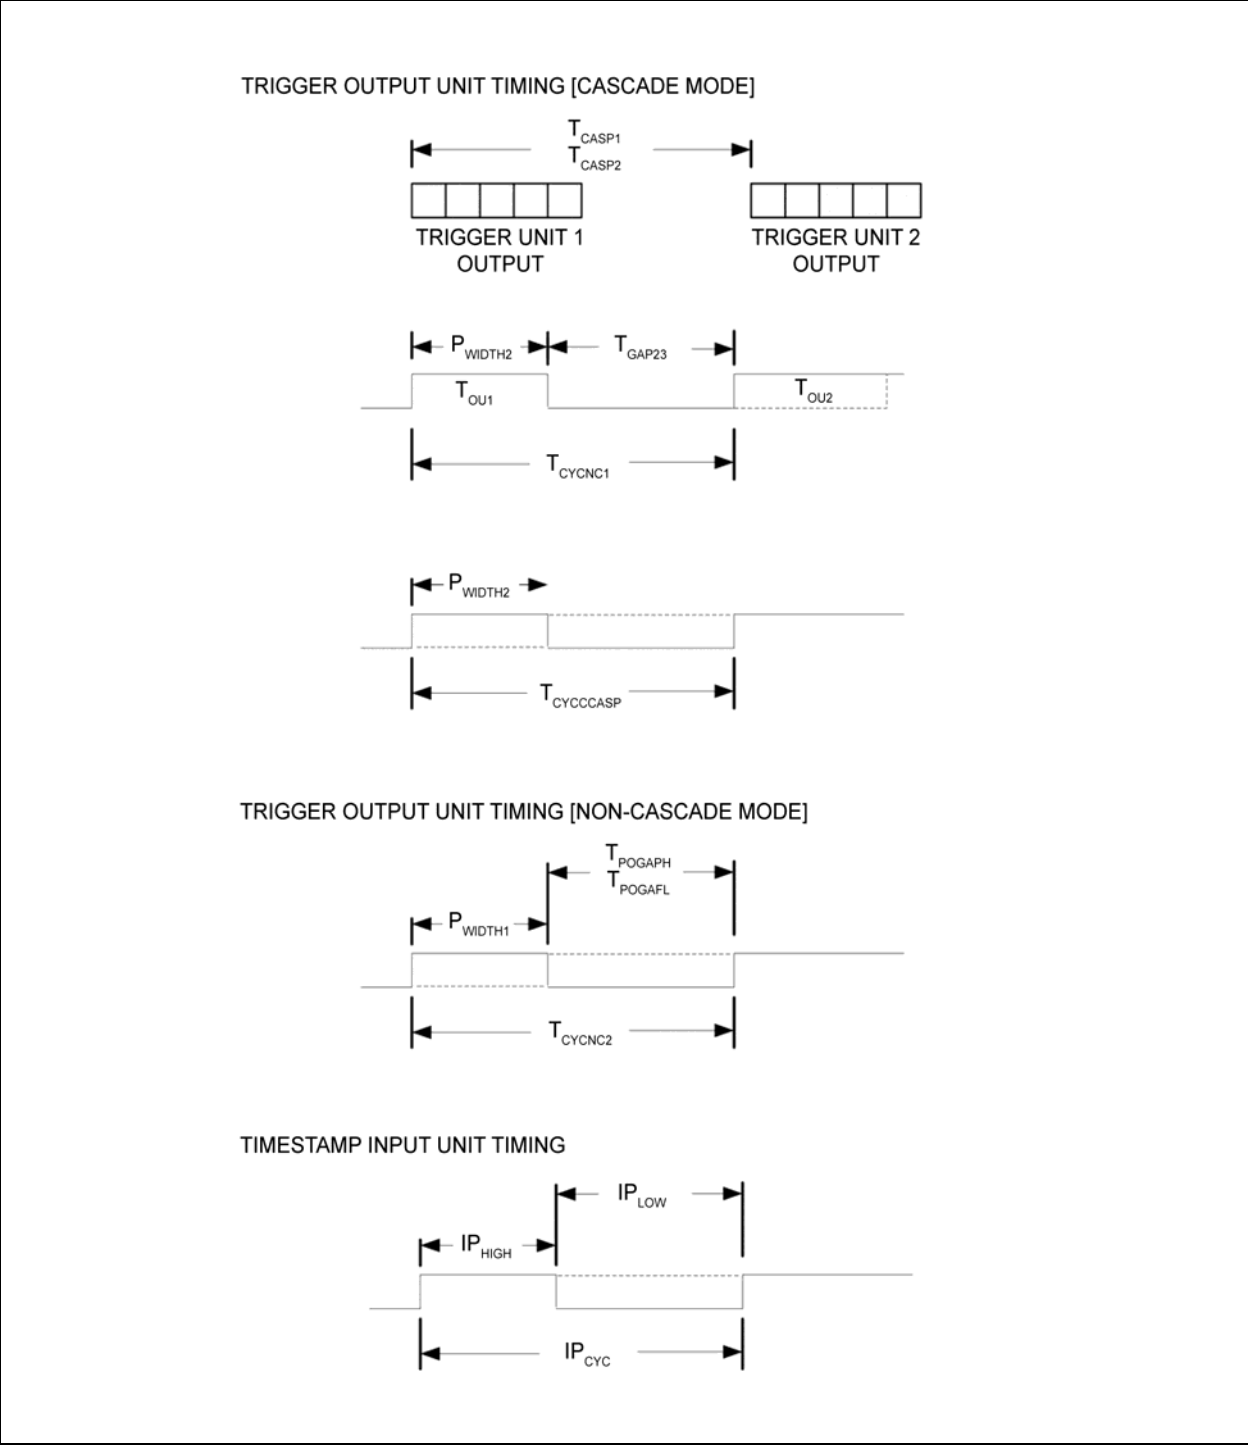 TRIGGER OUTPUT UNIT TIMING [CASCADE MODE]
TCASP1
TCASP2
TRIGGER UNIT 1
OUTPUT
TRIGGER UNIT 2
OUTPUT
PWIDTH2
TGAP23
TOU1
TOU2
TCYCNC1
PWIDTH2
TCYCCCASP
TRIGGER OUTPUT UNIT TIMING [NON-CASCADE MODE]
TPOGAPH
TPOGAFL
PWIDTH1
TCYCNC2
TIMESTAMP INPUT UNIT TIMING
IPLOW
IPHIGH
IPCYC